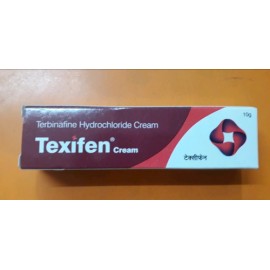 Terbinafine Hydrochloride Cream
10g
Texifen® Cream
टेक्सीफेन